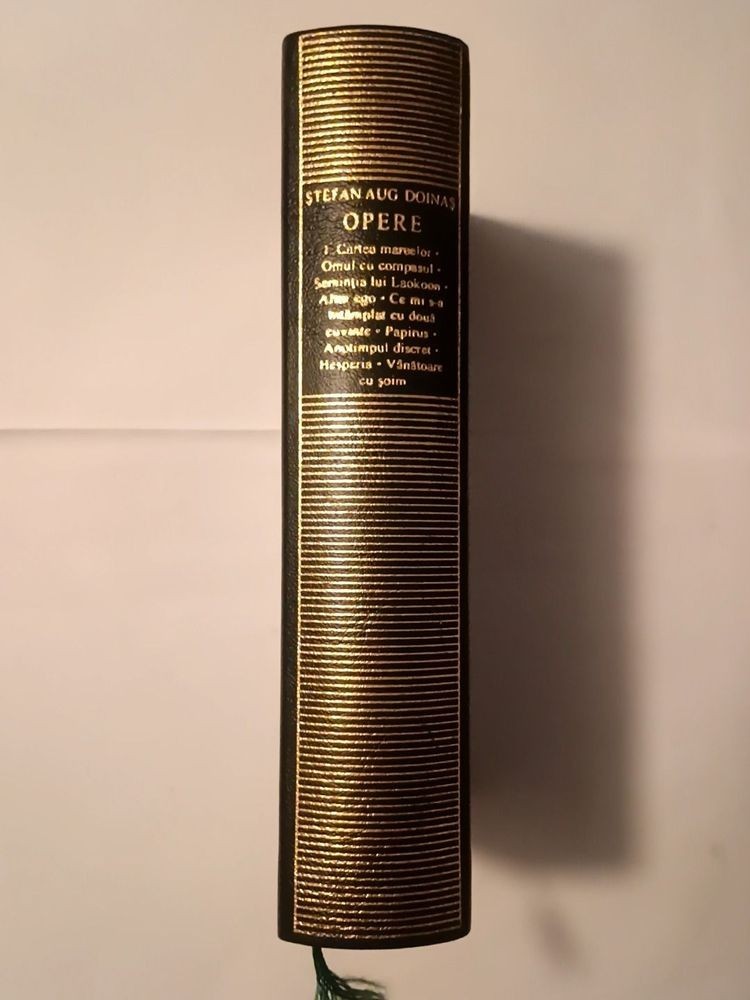 ŞTEFAN AUG DOINAŞ
OPERE
I. Cartea mareelor •
Omul cu compasul •
Seminţia lui Laokoon •
Alter ego • Ce mi s-a
întâmplat cu două
cuvinte • Papirus •
Anotimpul discret •
Hesperia • Vânătoare
cu şoim